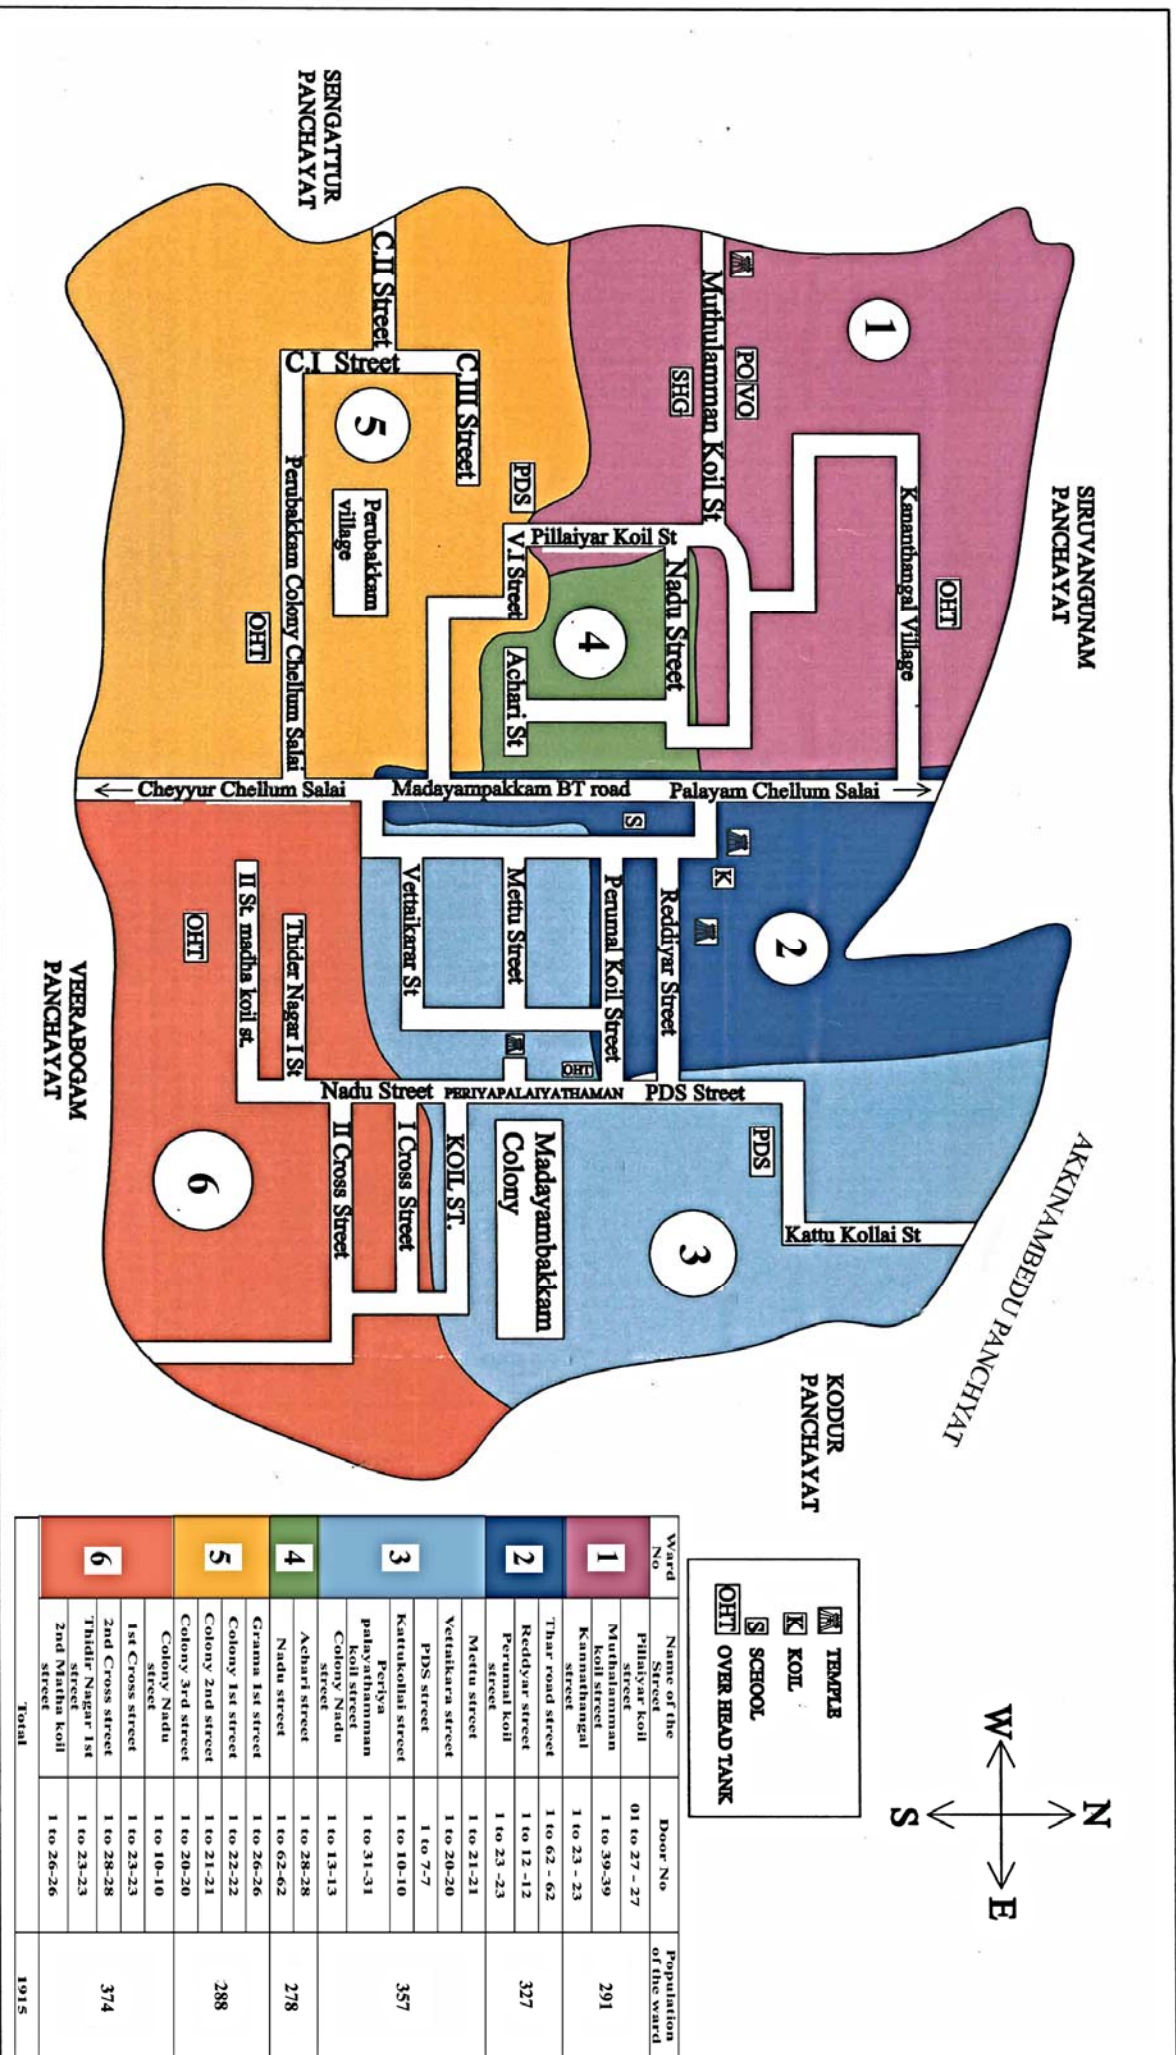 SIRUVANGUNAM
PANCHAYAT
AKKINAMBEDU PANCHYAT
KODUR
PANCHAYAT
SENGATTUR
PANCHAYAT
VEERABOGAM
PANCHAYAT
N
W
E
S
1
OHT
Kananthangal Village
PO
VO
Muthulamman Koil St
SHG
Pillaiyar Koil St
Nadu Street
4
Achari St
V.I Street
PDS
C.III Street
C.II Street
C.I Street
5
Perubakkam
village
Perubakkam Colony Chellum Salai
OHT
Palayam Chellum Salai
Madayampakkam BT road
Cheyyur Chellum Salai
2
K
S
Reddiyar Street
Perumal Koil Street
Mettu Street
Vettaikarar St
OHT
Kattu Kollai St
PDS
3
PDS Street
PERIYAPALAIYATHAMAN
Nadu Street
Madayambakkam
Colony
KOIL ST.
I Cross Street
II Cross Street
Thider Nagar I St
II St. madha koil st.
OHT
6
TEMPLE
K KOIL
S SCHOOL
OHT OVER HEAD TANK
Ward No Name of the Street Door No Population of the ward
1 Pillaiyar koil street 01 to 27 - 27 291
Muthalamman koil street 1 to 39-39
Kannathangal street 1 to 23 - 23
2 Thar road street 1 to 62 - 62 327
Reddyar street 1 to 12 -12
Perumal koil street 1 to 23 -23
3 Mettu street 1 to 21-21 357
Vettaikara street 1 to 20-20
PDS street 1 to 7-7
Kattukollai street 1 to 10-10
Periya palayathamman koil street 1 to 31-31
Colony Nadu street 1 to 13-13
4 Achari street 1 to 28-28 278
Nadu street 1 to 62-62
5 Grama 1st street 1 to 26-26 288
Colony 1st street 1 to 22-22
Colony 2nd street 1 to 21-21
Colony 3rd street 1 to 20-20
6 Colony Nadu street 1 to 10-10 374
1st Cross street 1 to 23-23
2nd Cross street 1 to 28-28
Thidir Nagar 1st street 1 to 23-23
2nd Matha koil street 1 to 26-26
Total 1915